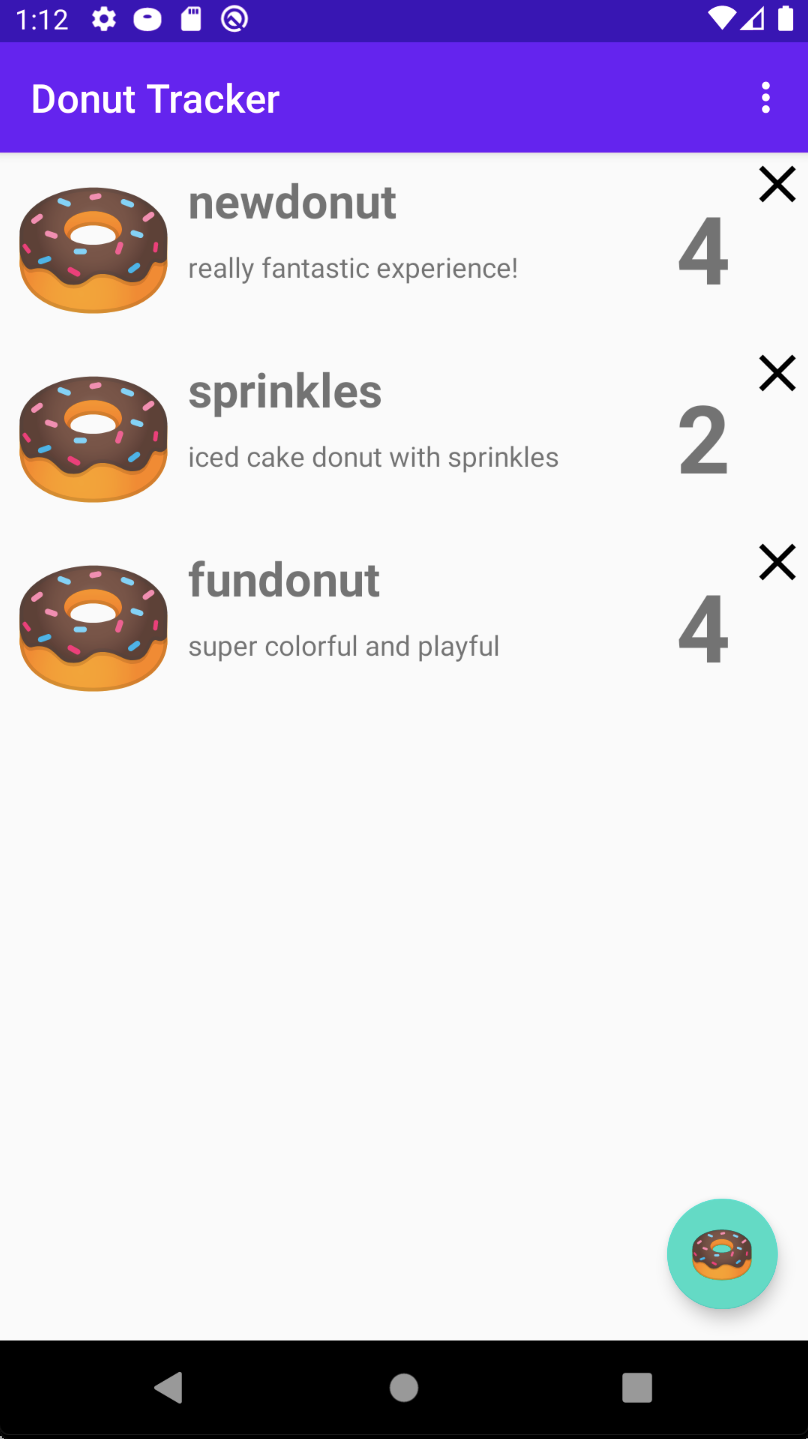 1:12
Donut Tracker
newdonut
really fantastic experience!
4
sprinkles
iced cake donut with sprinkles
2
fundonut
super colorful and playful
4